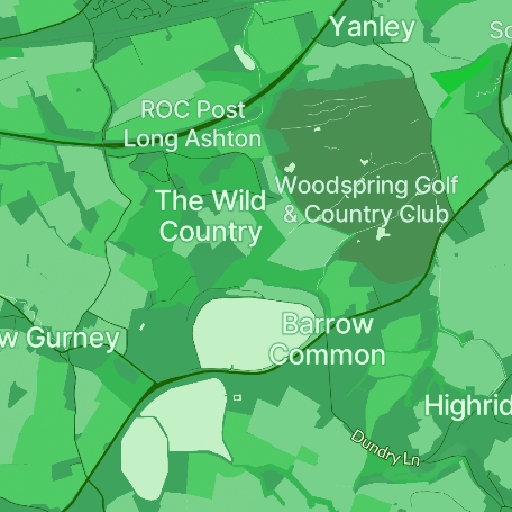 Yanley
ROC Post
Long Ashton
Woodspring Golf
& Country Club
The Wild
Country
Barrow
Common
w Gurney
Highrid
Dundry Ln